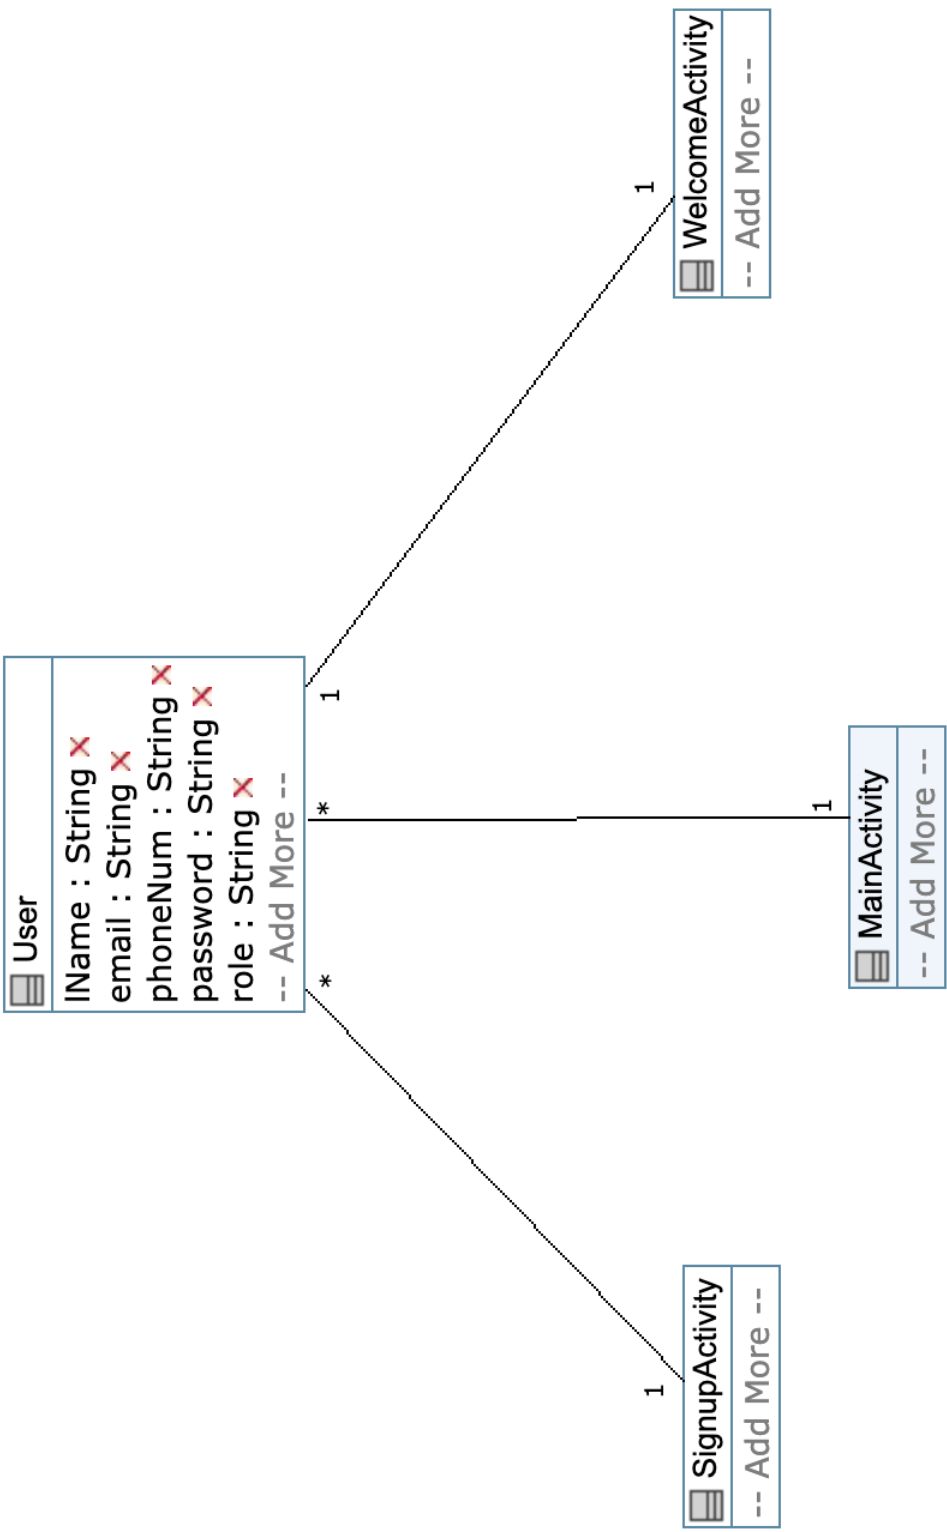 User
lName : String
email : String
phoneNum : String
password : String
role : String
-- Add More --
*
*
1
1
1
1
SignupActivity
-- Add More --
MainActivity
-- Add More --
WelcomeActivity
-- Add More --